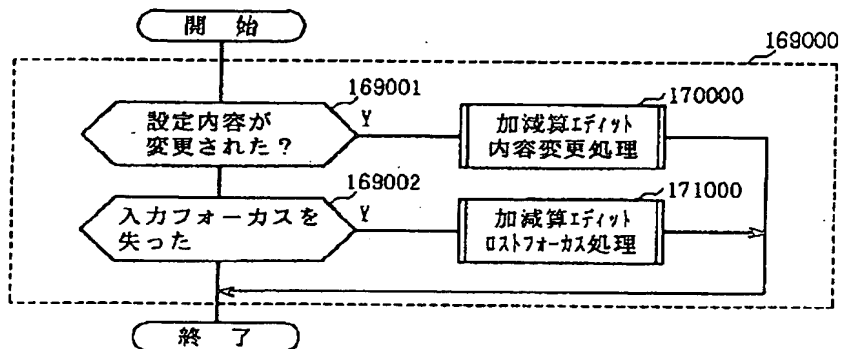 開 始
169000
169001
設定内容が
変更された?
Y
170000
加減算エディット
内容変更処理
169002
入力フォーカスを
失った
Y
171000
加減算エディット
ロストフォーカス処理
終 了